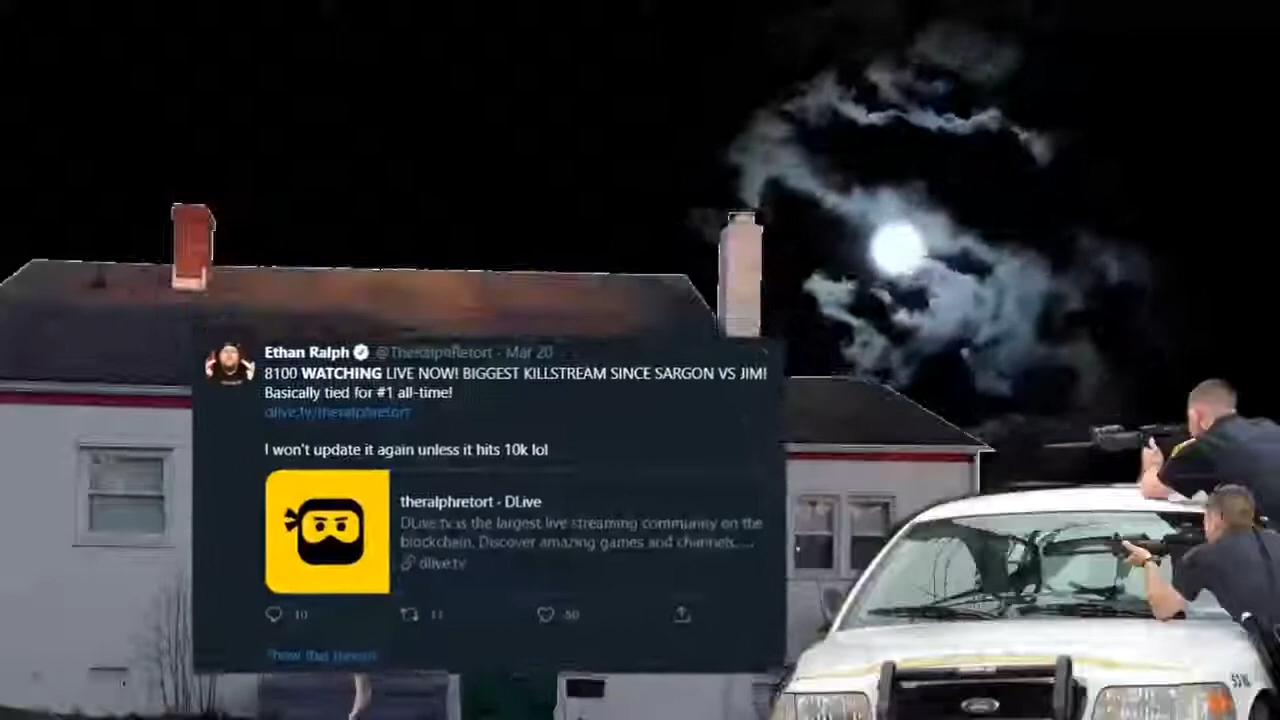 Ethan Ralph @TheralphRetort · Mar 20
8100 WATCHING LIVE NOW! BIGGEST KILLSTREAM SINCE SARGON VS JIM!
Basically tied for #1 all-time!
dlive.tv/theralphretort
I won't update it again unless it hits 10k lol
theralphretort - DLive
DLive.tv is the largest live streaming community on the
blockchain. Discover amazing games and channels....
dlive.tv
10 11 50
Show this thread
Ford